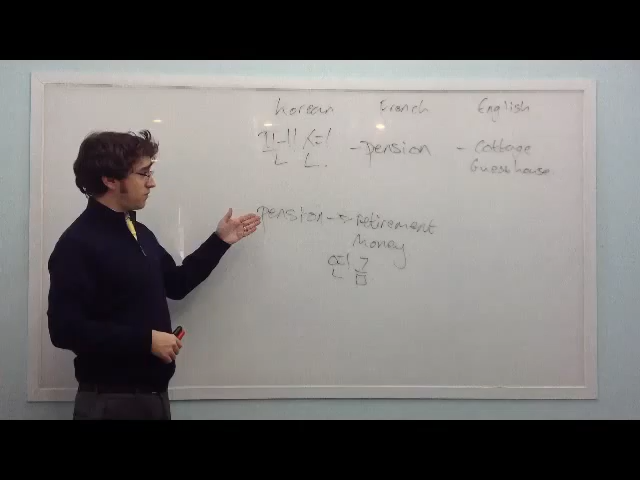 Korean French English
펜션 - pension - Cottage
Guesthouse
pension -> retirement
Money
연금